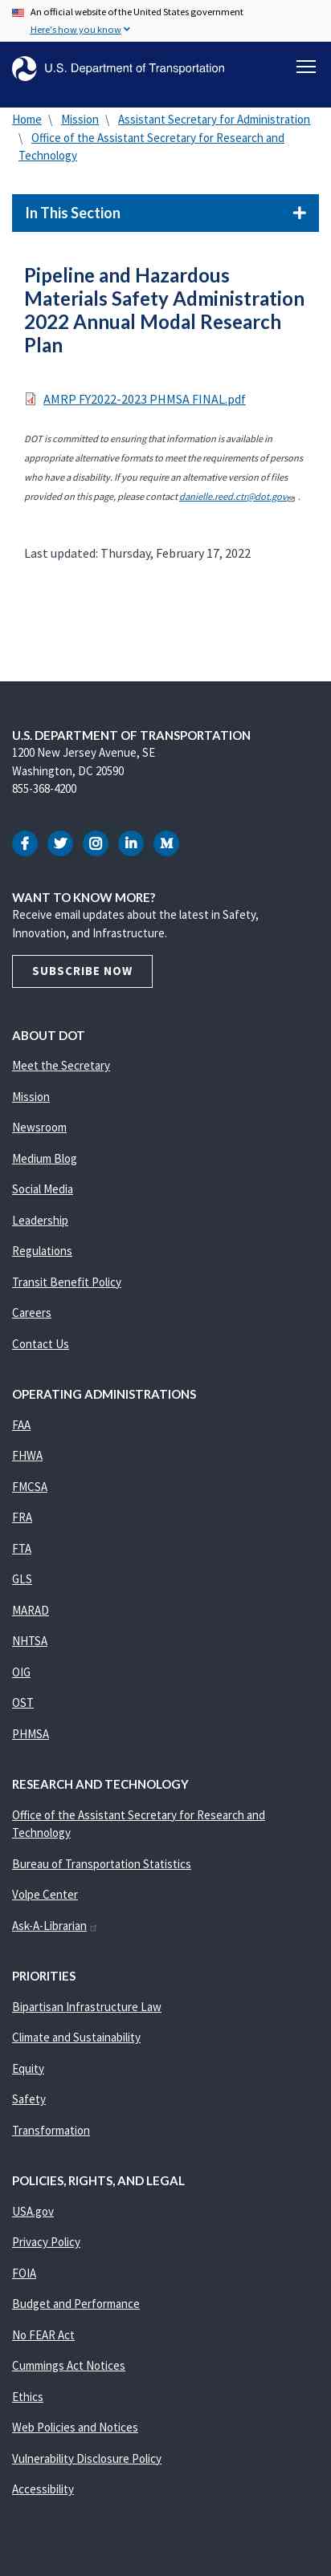 An official website of the United States government
Here's how you know
U.S. Department of Transportation
Home \ Mission \ Assistant Secretary for Administration
\ Office of the Assistant Secretary for Research and
Technology
In This Section
Pipeline and Hazardous
Materials Safety Administration
2022 Annual Modal Research
Plan
AMRP FY2022-2023 PHMSA FINAL.pdf
DOT is committed to ensuring that information is available in
appropriate alternative formats to meet the requirements of persons
who have a disability. If you require an alternative version of files
provided on this page, please contact danielle.reed.ctr@dot.gov .
Last updated: Thursday, February 17, 2022
U.S. DEPARTMENT OF TRANSPORTATION
1200 New Jersey Avenue, SE
Washington, DC 20590
855-368-4200
WANT TO KNOW MORE?
Receive email updates about the latest in Safety,
Innovation, and Infrastructure.
SUBSCRIBE NOW
ABOUT DOT
Meet the Secretary
Mission
Newsroom
Medium Blog
Social Media
Leadership
Regulations
Transit Benefit Policy
Careers
Contact Us
OPERATING ADMINISTRATIONS
FAA
FHWA
FMCSA
FRA
FTA
GLS
MARAD
NHTSA
OIG
OST
PHMSA
RESEARCH AND TECHNOLOGY
Office of the Assistant Secretary for Research and
Technology
Bureau of Transportation Statistics
Volpe Center
Ask-A-Librarian
PRIORITIES
Bipartisan Infrastructure Law
Climate and Sustainability
Equity
Safety
Transformation
POLICIES, RIGHTS, AND LEGAL
USA.gov
Privacy Policy
FOIA
Budget and Performance
No FEAR Act
Cummings Act Notices
Ethics
Web Policies and Notices
Vulnerability Disclosure Policy
Accessibility